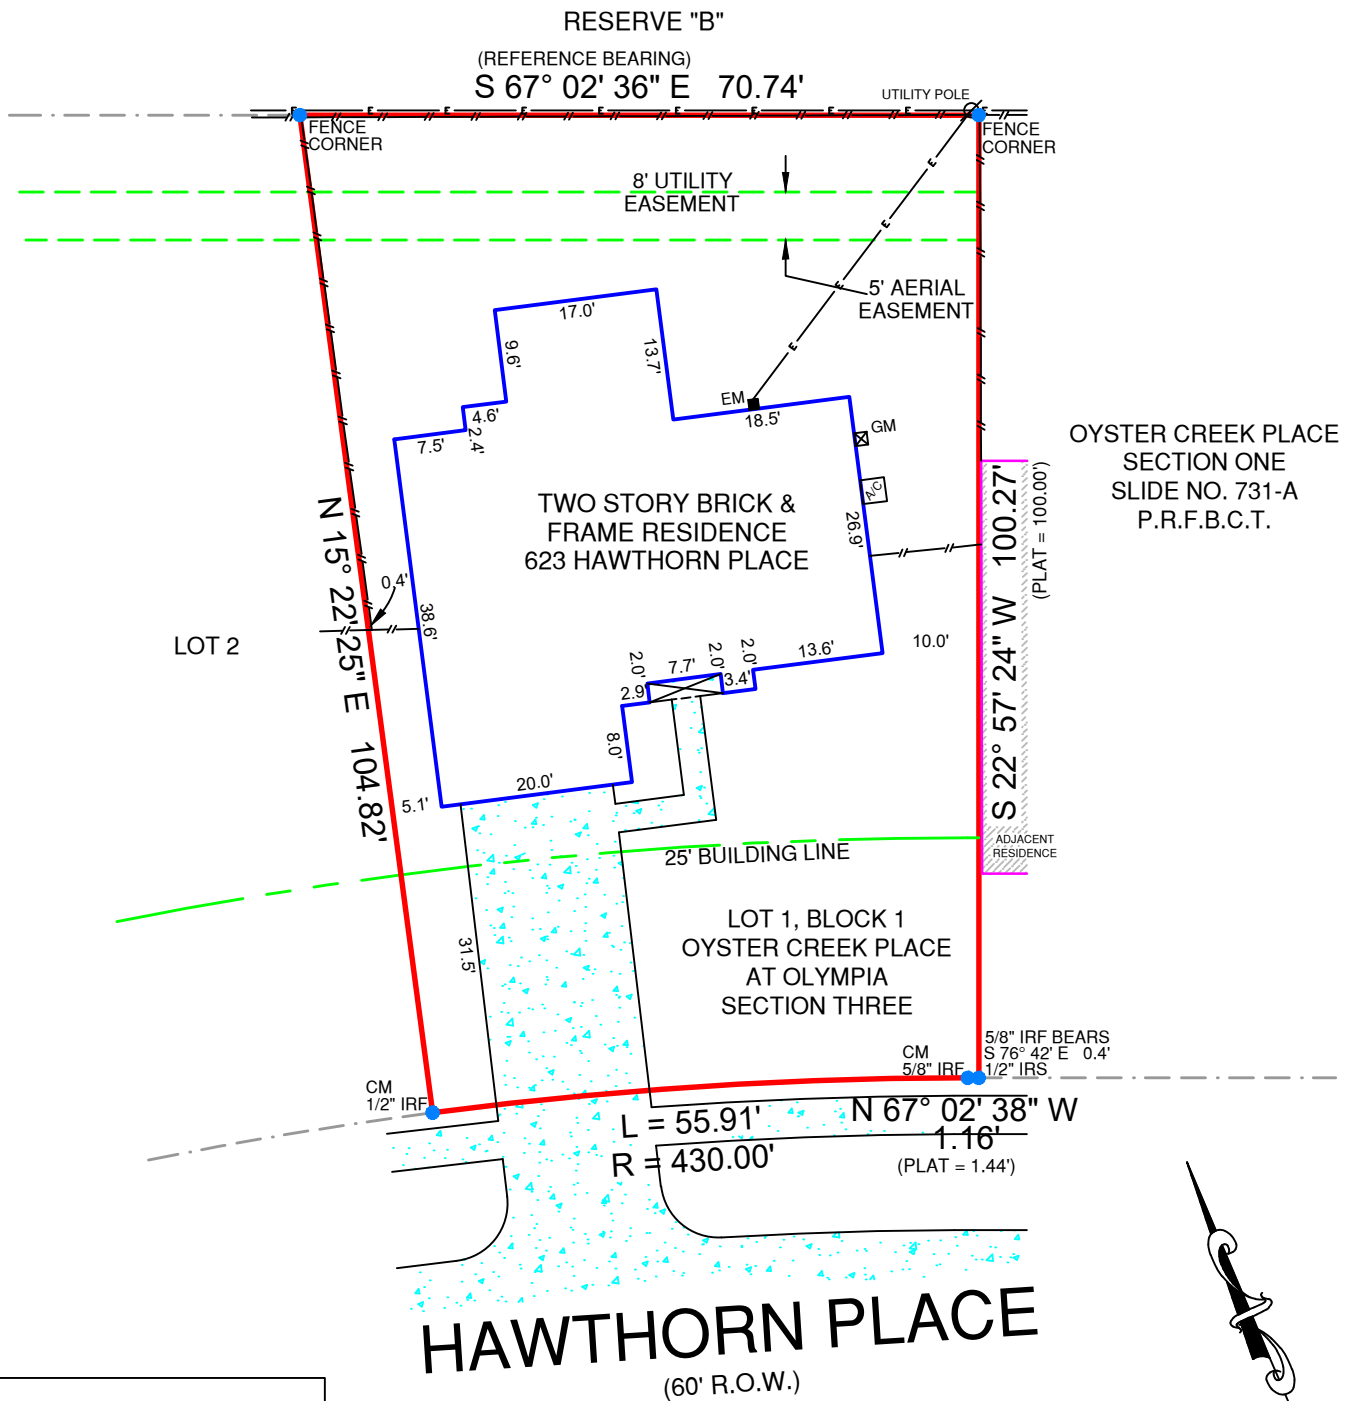 RESERVE "B"
(REFERENCE BEARING)
S 67° 02' 36" E 70.74'
UTILITY POLE
E E E E E E E E E
FENCE
CORNER
FENCE
CORNER
8' UTILITY
EASEMENT
E
E
E
E
5' AERIAL
EASEMENT
17.0'
9.6'
13.7'
EM
18.5'
GM
4.6'
2.4'
7.5'
A/C
OYSTER CREEK PLACE
SECTION ONE
SLIDE NO. 731-A
P.R.F.B.C.T.
TWO STORY BRICK &
FRAME RESIDENCE
623 HAWTHORN PLACE
26.9'
N 15° 22' 25" E 104.82'
S 22° 57' 24" W 100.27'
(PLAT = 100.00')
0.4'
38.6'
LOT 2
10.0'
13.6'
2.0'
7.7'
2.0'
2.0'
2.9'
3.4'
8.0'
20.0'
5.1'
ADJACENT
RESIDENCE
25' BUILDING LINE
31.5'
LOT 1, BLOCK 1
OYSTER CREEK PLACE
AT OLYMPIA
SECTION THREE
CM
5/8" IRF
5/8" IRF BEARS
S 76° 42' E 0.4'
1/2" IRS
CM
1/2" IRF
L = 55.91'
R = 430.00'
N 67° 02' 38" W
1.16'
(PLAT = 1.44')
HAWTHORN PLACE
(60' R.O.W.)